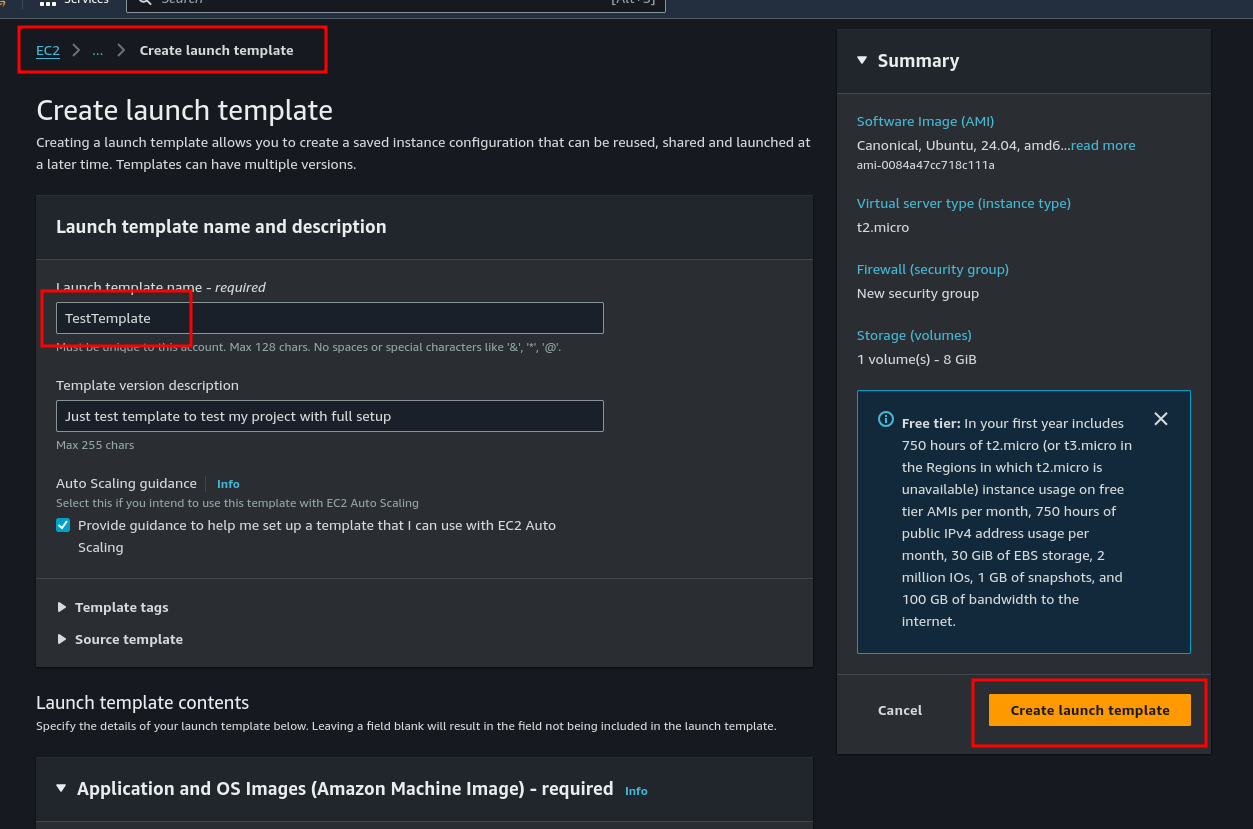 Services
Search
[Alt+S]
EC2 > ... > Create launch template
Create launch template
Creating a launch template allows you to create a saved instance configuration that can be reused, shared and launched at
a later time. Templates can have multiple versions.
Launch template name and description
Launch template name - required
TestTemplate
Must be unique to this account. Max 128 chars. No spaces or special characters like '&', '*', '@'.
Template version description
Just test template to test my project with full setup
Max 255 chars
Auto Scaling guidance
Info
Select this if you intend to use this template with EC2 Auto Scaling
Provide guidance to help me set up a template that I can use with EC2 Auto
Scaling
Template tags
Source template
Launch template contents
Specify the details of your launch template below. Leaving a field blank will result in the field not being included in the launch template.
Application and OS Images (Amazon Machine Image) - required
Info
Summary
Software Image (AMI)
Canonical, Ubuntu, 24.04, amd6...read more
ami-0084a47cc718c111a
Virtual server type (instance type)
t2.micro
Firewall (security group)
New security group
Storage (volumes)
1 volume(s) - 8 GiB
Free tier: In your first year includes
750 hours of t2.micro (or t3.micro in
the Regions in which t2.micro is
unavailable) instance usage on free
tier AMIs per month, 750 hours of
public IPv4 address usage per
month, 30 GiB of EBS storage, 2
million IOs, 1 GB of snapshots, and
100 GB of bandwidth to the
internet.
Cancel
Create launch template